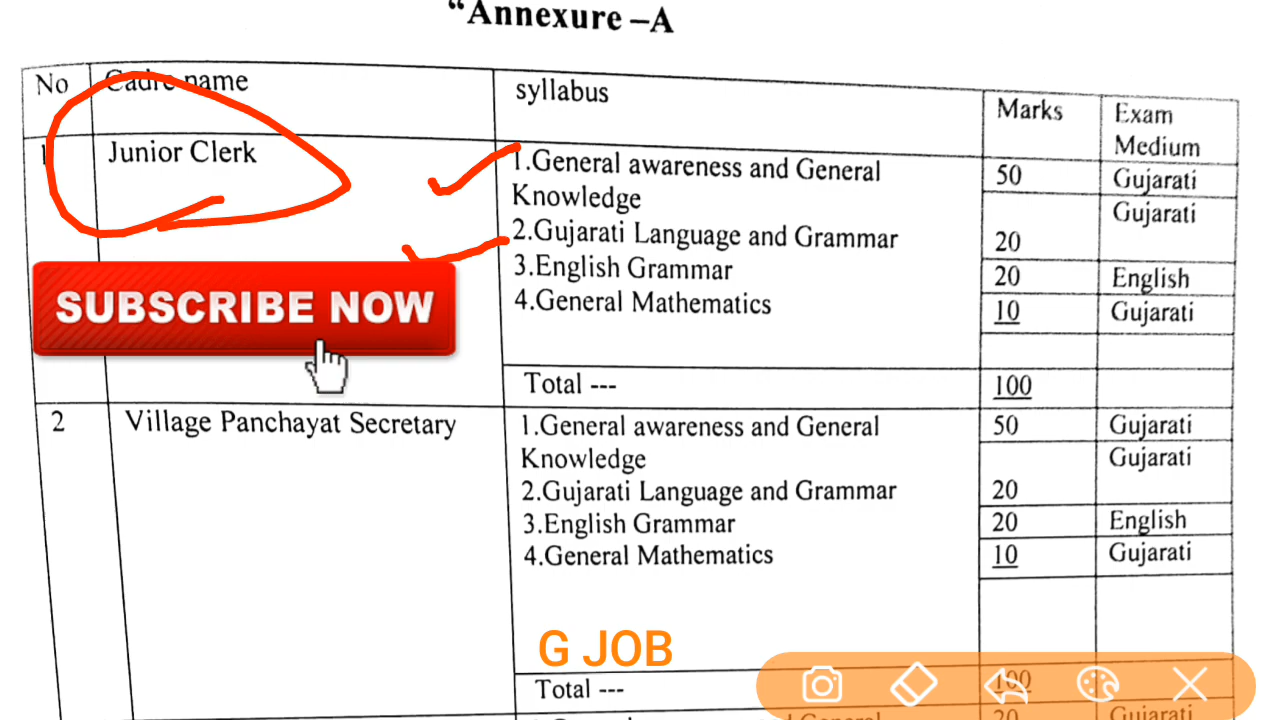 “Annexure –A
No Cadre name syllabus Marks Exam Medium
1 Junior Clerk 1.General awareness and General Knowledge 50 Gujarati
2.Gujarati Language and Grammar 20 Gujarati
3.English Grammar 20 English
4.General Mathematics 10 Gujarati
SUBSCRIBE NOW
Total --- 100
2 Village Panchayat Secretary 1.General awareness and General Knowledge 50 Gujarati
2.Gujarati Language and Grammar 20 Gujarati
3.English Grammar 20 English
4.General Mathematics 10 Gujarati
G JOB
Total --- 100
20 Gujarati